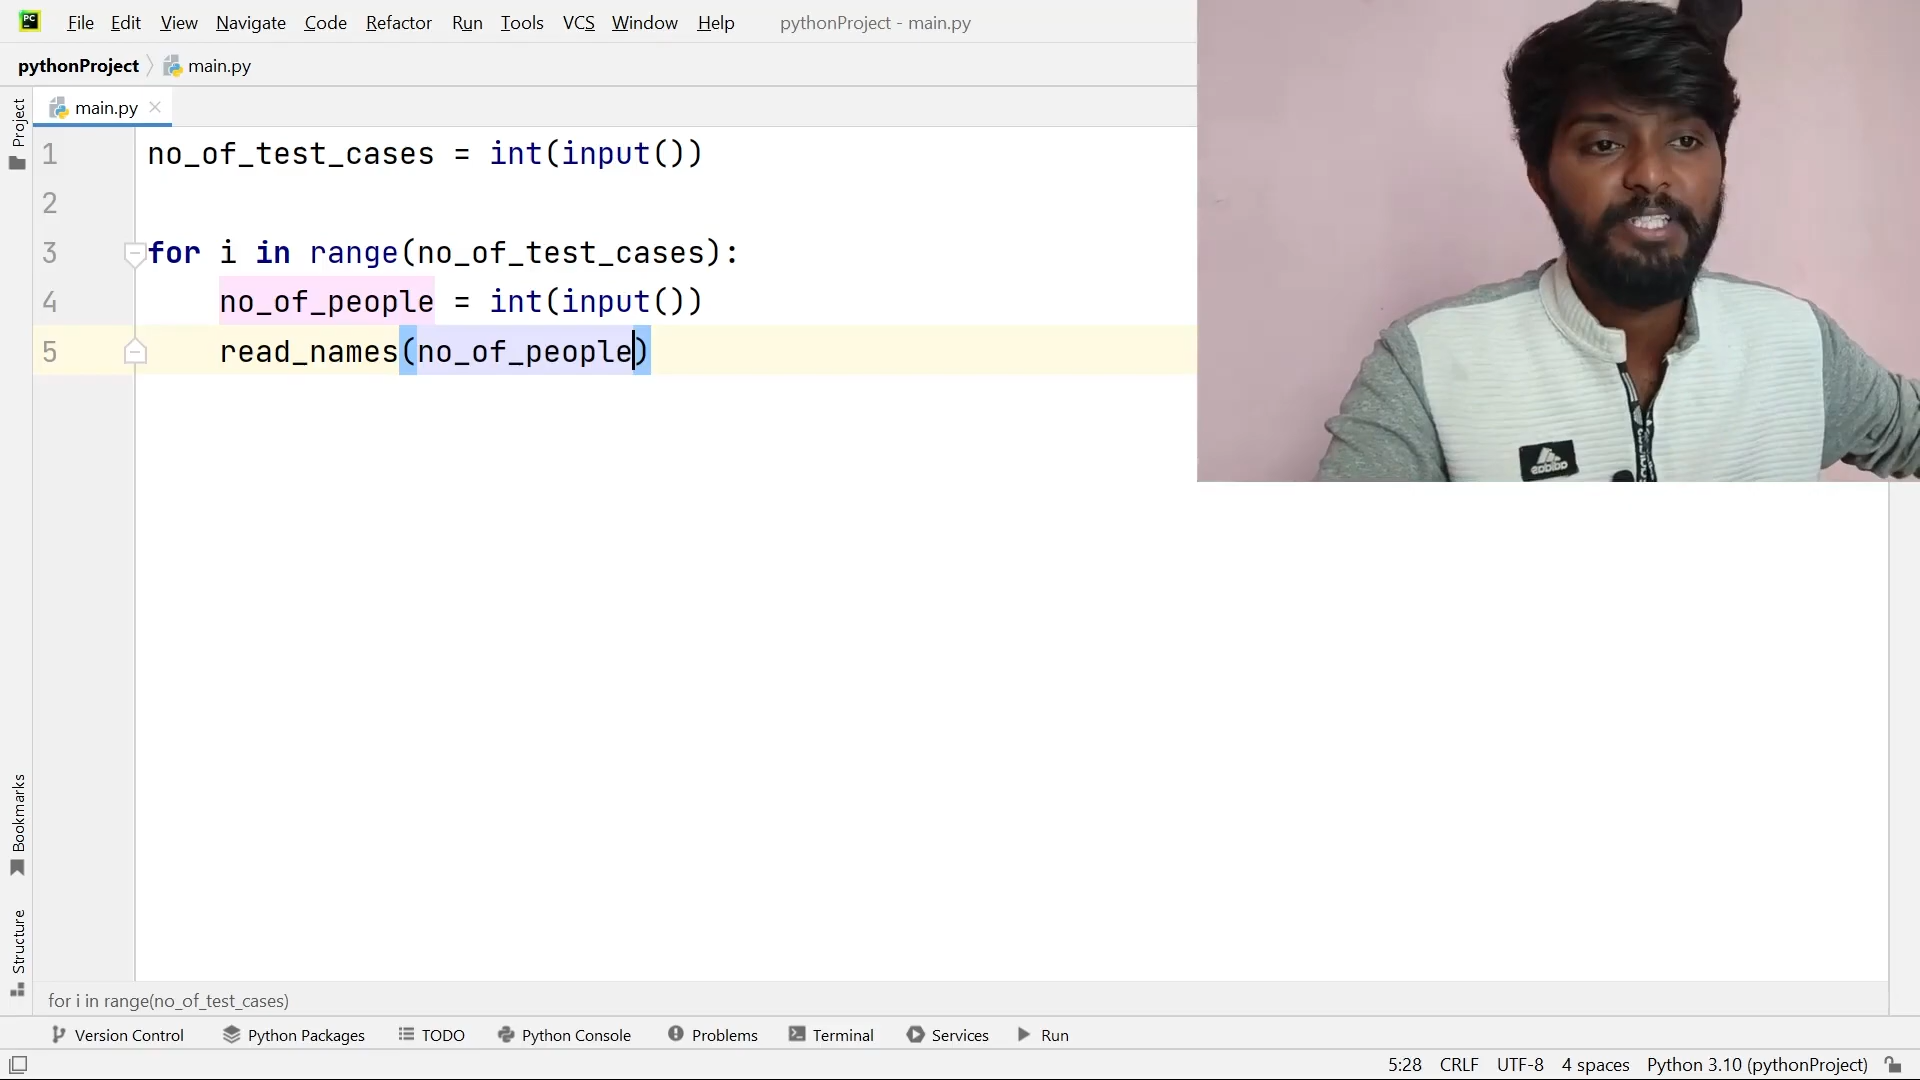 File Edit View Navigate Code Refactor Run Tools VCS Window Help pythonProject - main.py
pythonProject main.py
main.py
Project
1 no_of_test_cases = int(input())
2
3 for i in range(no_of_test_cases):
4 no_of_people = int(input())
5 read_names(no_of_people)
Bookmarks
Structure
for i in range(no_of_test_cases)
Version Control Python Packages TODO Python Console Problems Terminal Services Run
5:28 CRLF UTF-8 4 spaces Python 3.10 (pythonProject)
PC
adidas